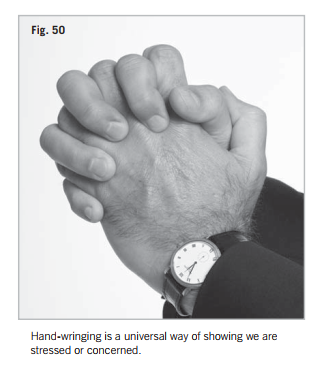 Fig. 50
Hand-wringing is a universal way of showing we are
stressed or concerned.